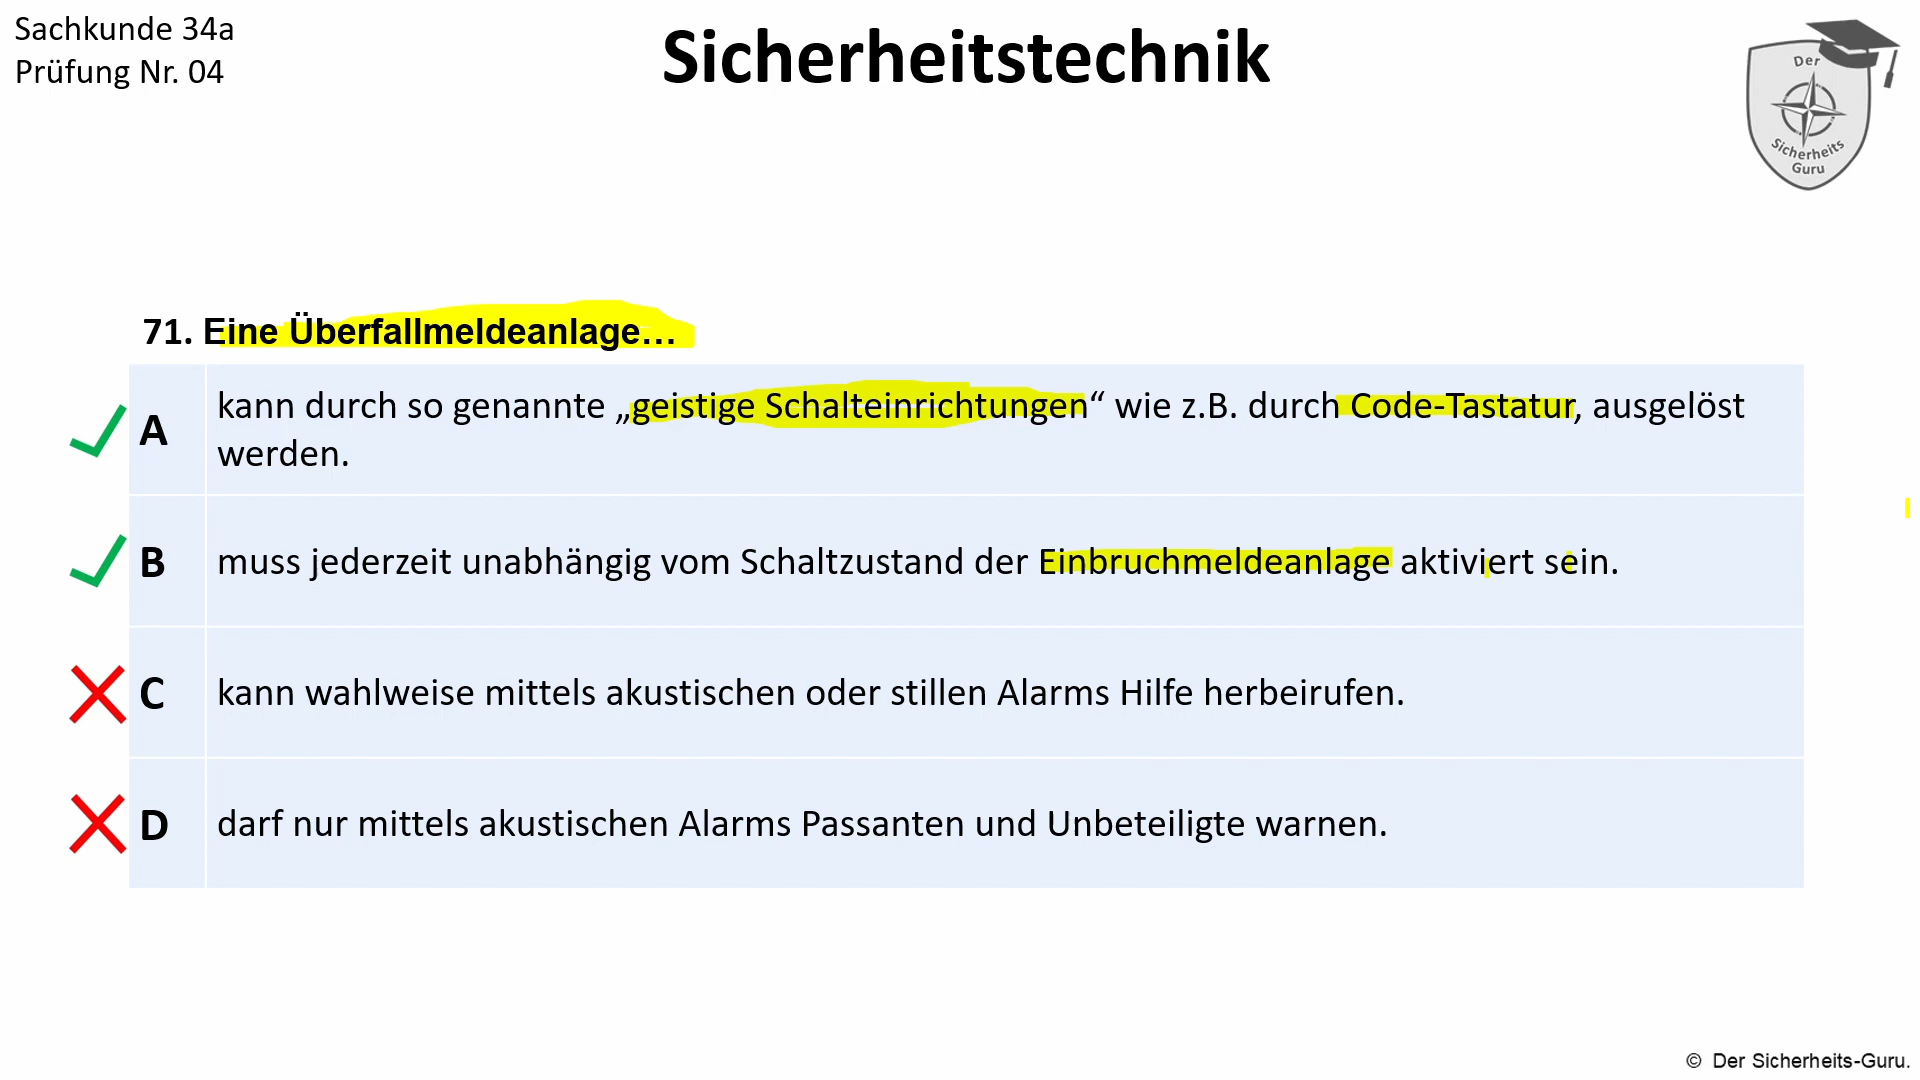 Sachkunde 34a
Prüfung Nr. 04
Sicherheitstechnik
Der
Sicherheits
Guru
71. Eine Überfallmeldeanlage…
A
kann durch so genannte „geistige Schalteinrichtungen“ wie z.B. durch Code-Tastatur, ausgelöst
werden.
B
muss jederzeit unabhängig vom Schaltzustand der Einbruchmeldeanlage aktiviert sein.
C
kann wahlweise mittels akustischen oder stillen Alarms Hilfe herbeirufen.
D
darf nur mittels akustischen Alarms Passanten und Unbeteiligte warnen.
© Der Sicherheits-Guru.